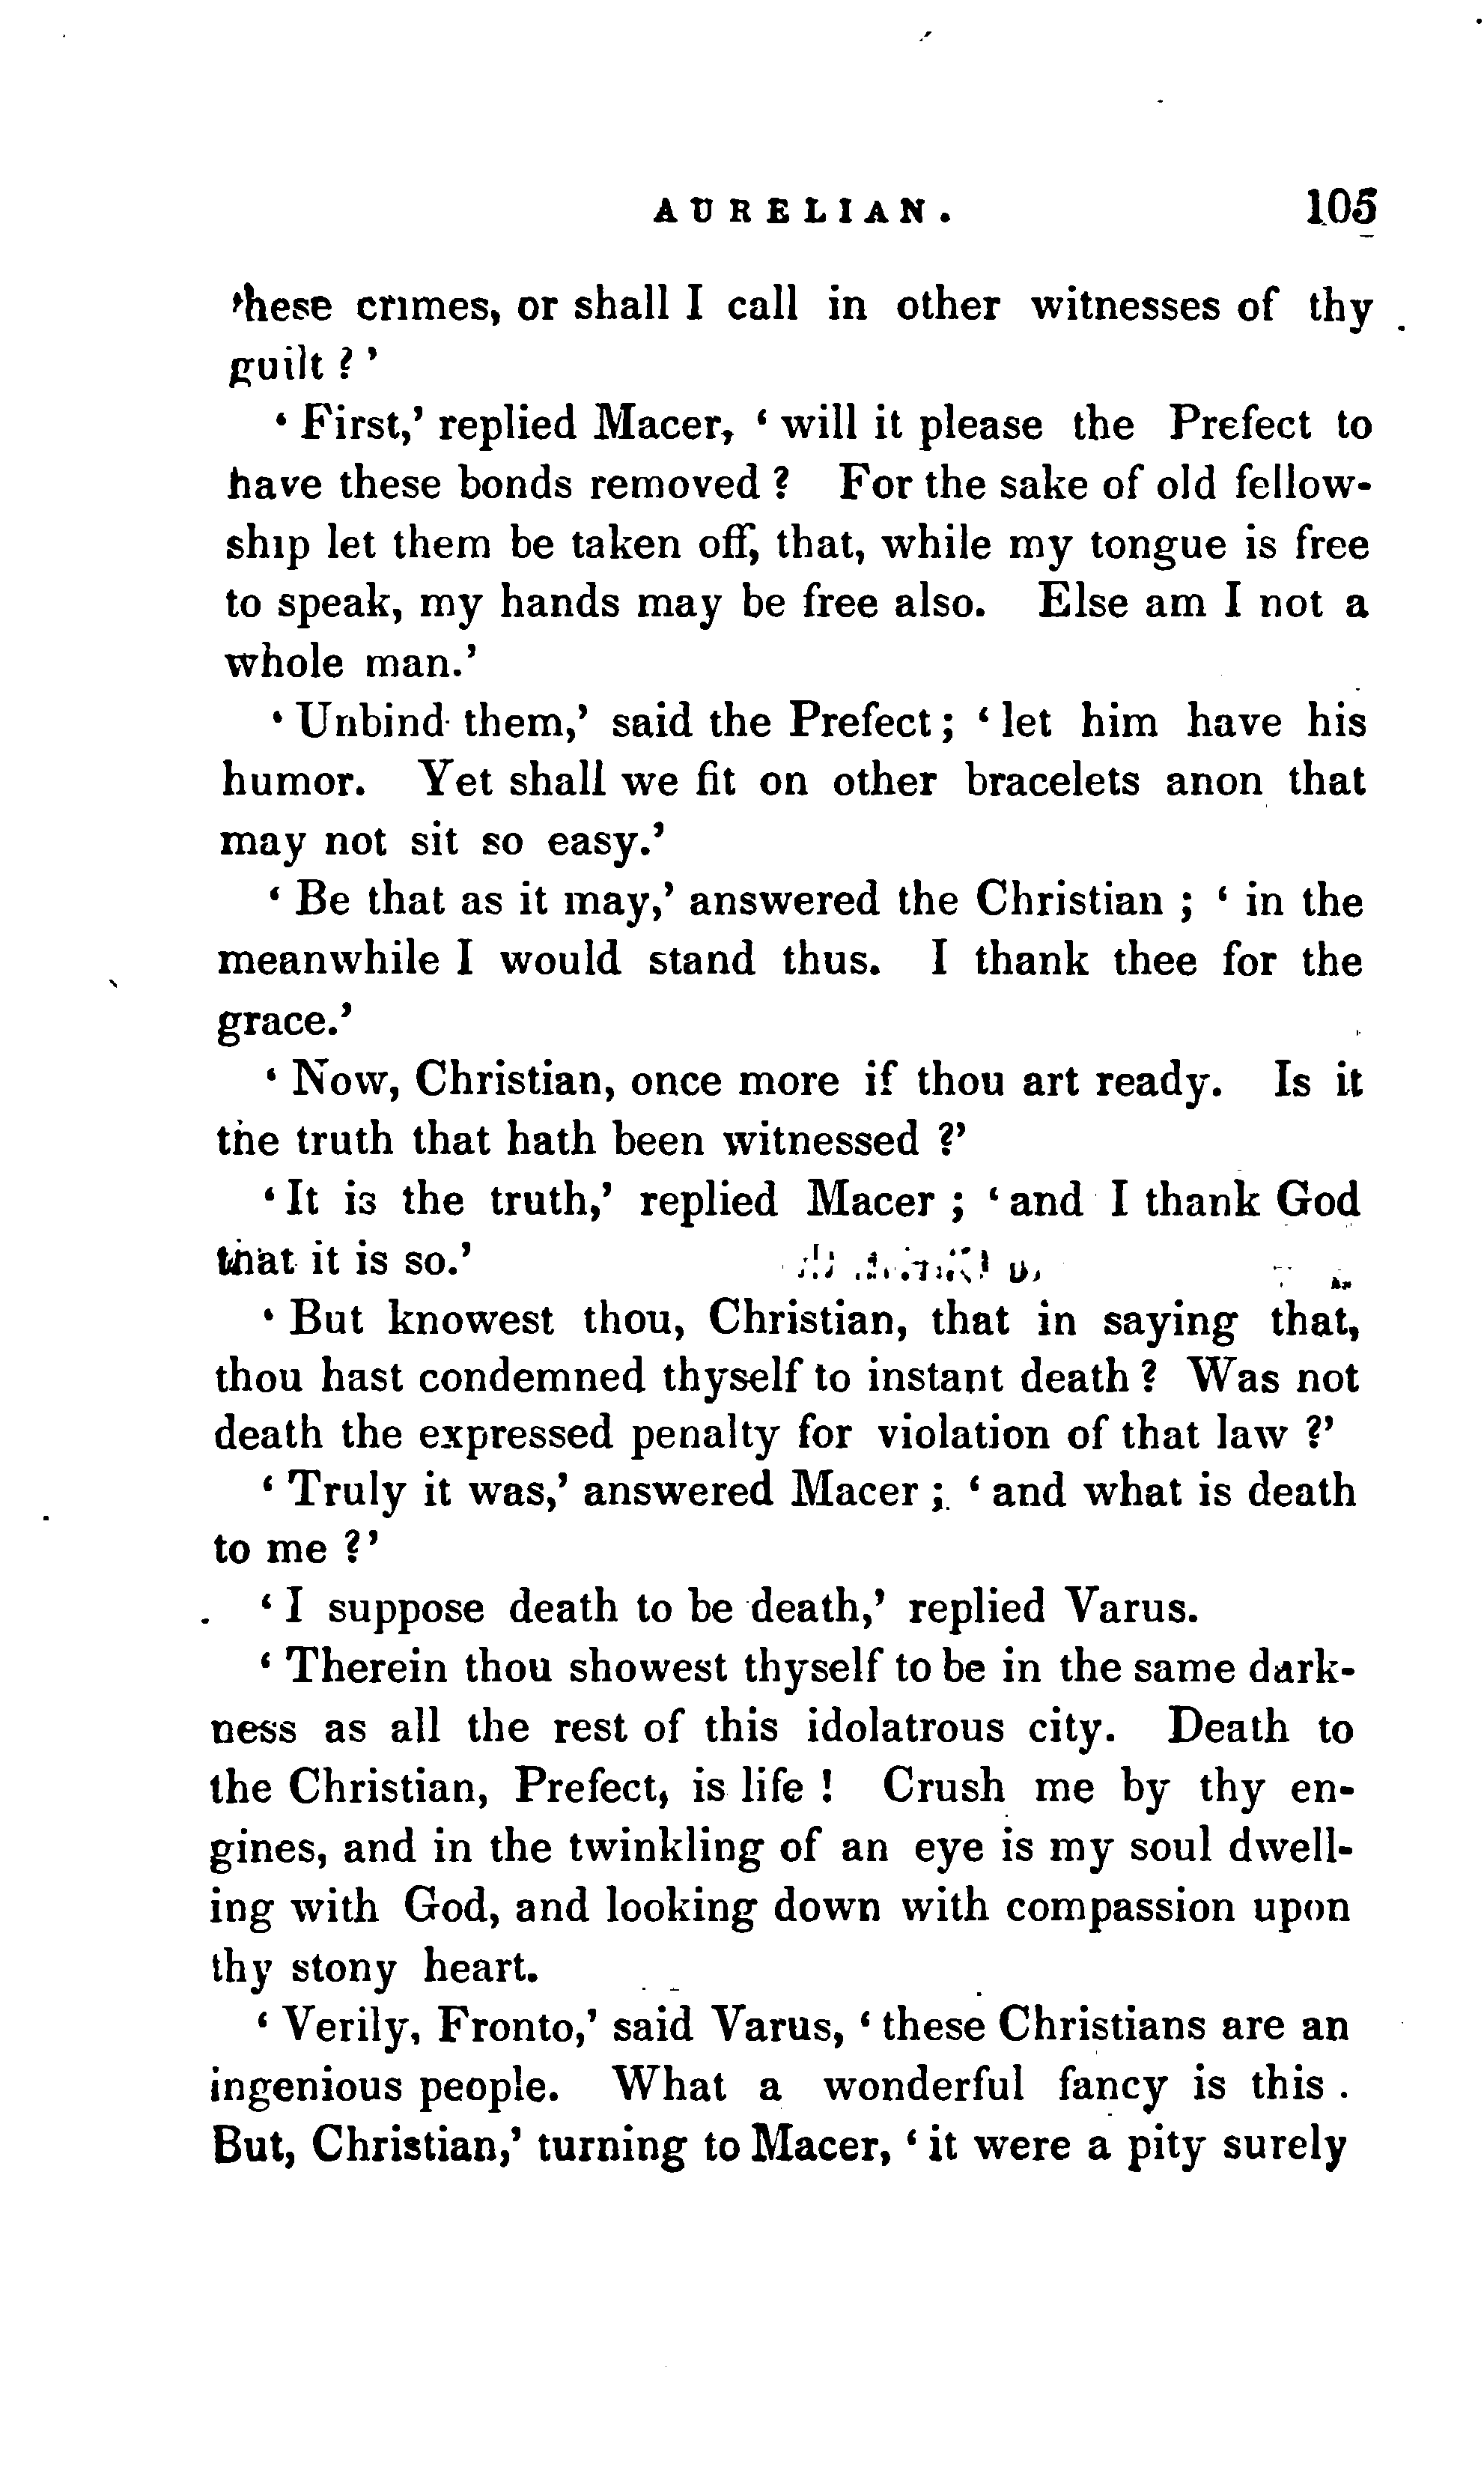 AURELIAN. 105
these crimes, or shall I call in other witnesses of thy
guilt ?'
' First,' replied Macer, ' will it please the Prefect to
have these bonds removed ? For the sake of old fellow-
ship let them be taken off, that, while my tongue is free
to speak, my hands may be free also. Else am I not a
whole man.'
' Unbind them,' said the Prefect ; ' let him have his
humor. Yet shall we fit on other bracelets anon that
may not sit so easy.'
' Be that as it may,' answered the Christian ; ' in the
meanwhile I would stand thus. I thank thee for the
grace.'
' Now, Christian, once more if thou art ready. Is it
the truth that hath been witnessed ?'
' It is the truth,' replied Macer ; ' and I thank God
that it is so.'
' But knowest thou, Christian, that in saying that,
thou hast condemned thyself to instant death ? Was not
death the expressed penalty for violation of that law ?'
' Truly it was,' answered Macer ; ' and what is death
to me ?'
' I suppose death to be death,' replied Varus.
' Therein thou showest thyself to be in the same dark-
ness as all the rest of this idolatrous city. Death to
the Christian, Prefect, is life ! Crush me by thy en-
gines, and in the twinkling of an eye is my soul dwell-
ing with God, and looking down with compassion upon
thy stony heart.
' Verily, Fronto,' said Varus, ' these Christians are an
ingenious people. What a wonderful fancy is this .
But, Christian,' turning to Macer, ' it were a pity surely